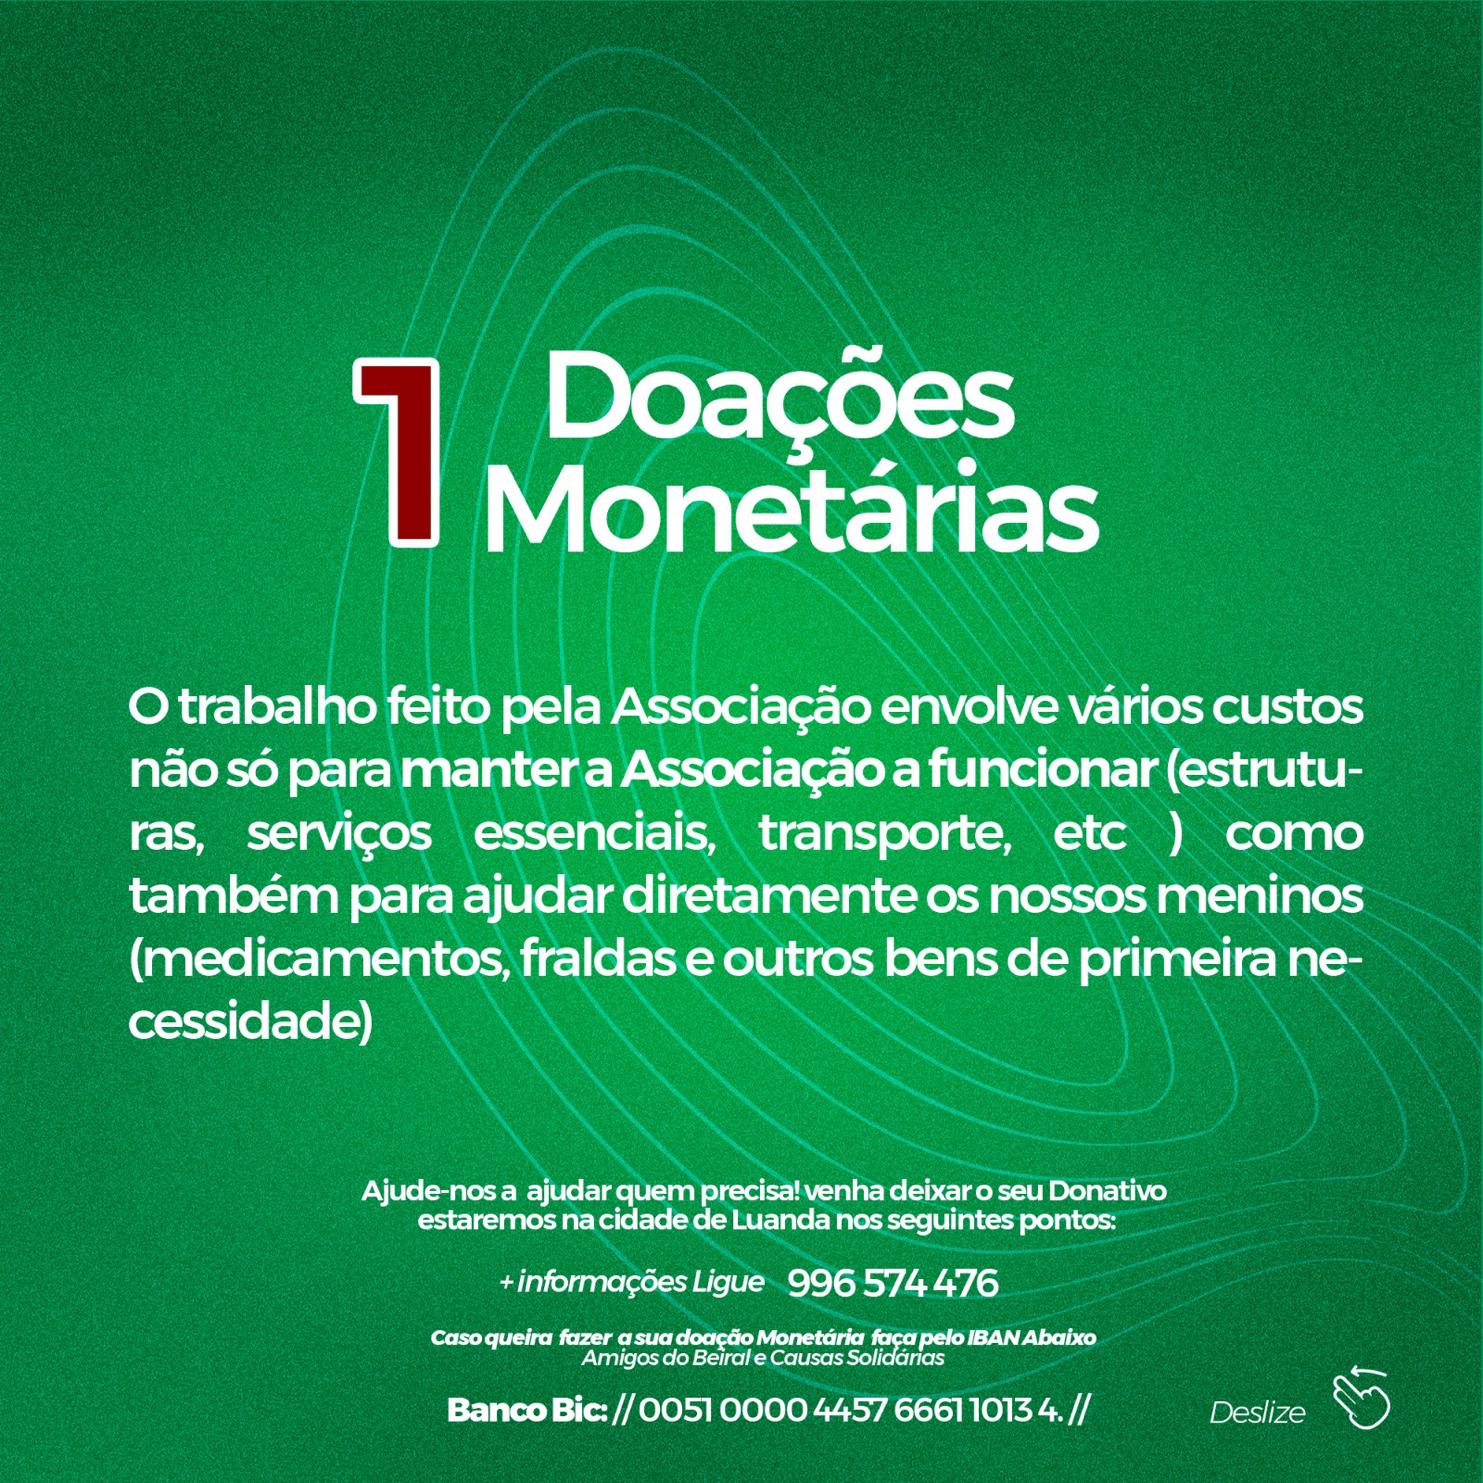 1 Doações
Monetárias
O trabalho feito pela Associação envolve vários custos
não só para manter a Associação a funcionar (estrutu-
ras, serviços essenciais, transporte, etc ) como
também para ajudar diretamente os nossos meninos
(medicamentos, fraldas e outros bens de primeira ne-
cessidade)
Ajude-nos a ajudar quem precisa! venha deixar o seu Donativo
estaremos na cidade de Luanda nos seguintes pontos:
+ informações Ligue 996 574 476
Caso queira fazer a sua doação Monetária faça pelo IBAN Abaixo
Amigos do Beiral e Causas Solidárias
Banco Bic: // 0051 0000 4457 6661 1013 4. //
Deslize